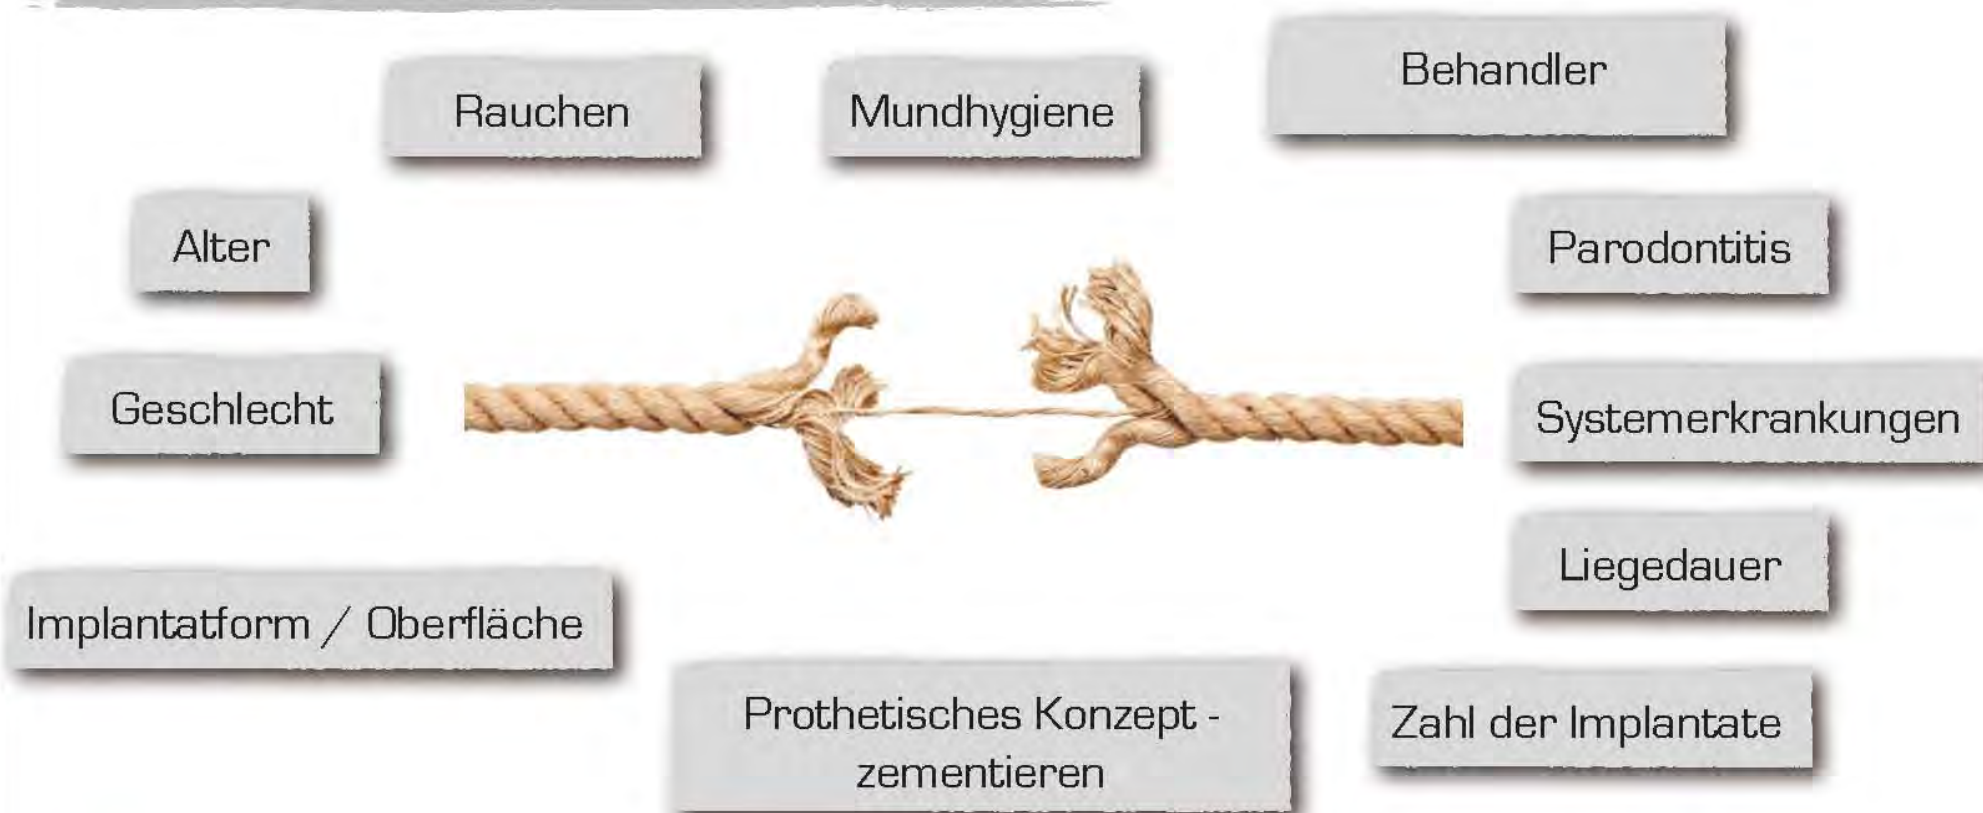 Behandler
Rauchen
Mundhygiene
Alter
Parodontitis
Geschlecht
Systemerkrankungen
Liegedauer
Implantatform / Oberfläche
Prothetisches Konzept -
zementieren
Zahl der Implantate